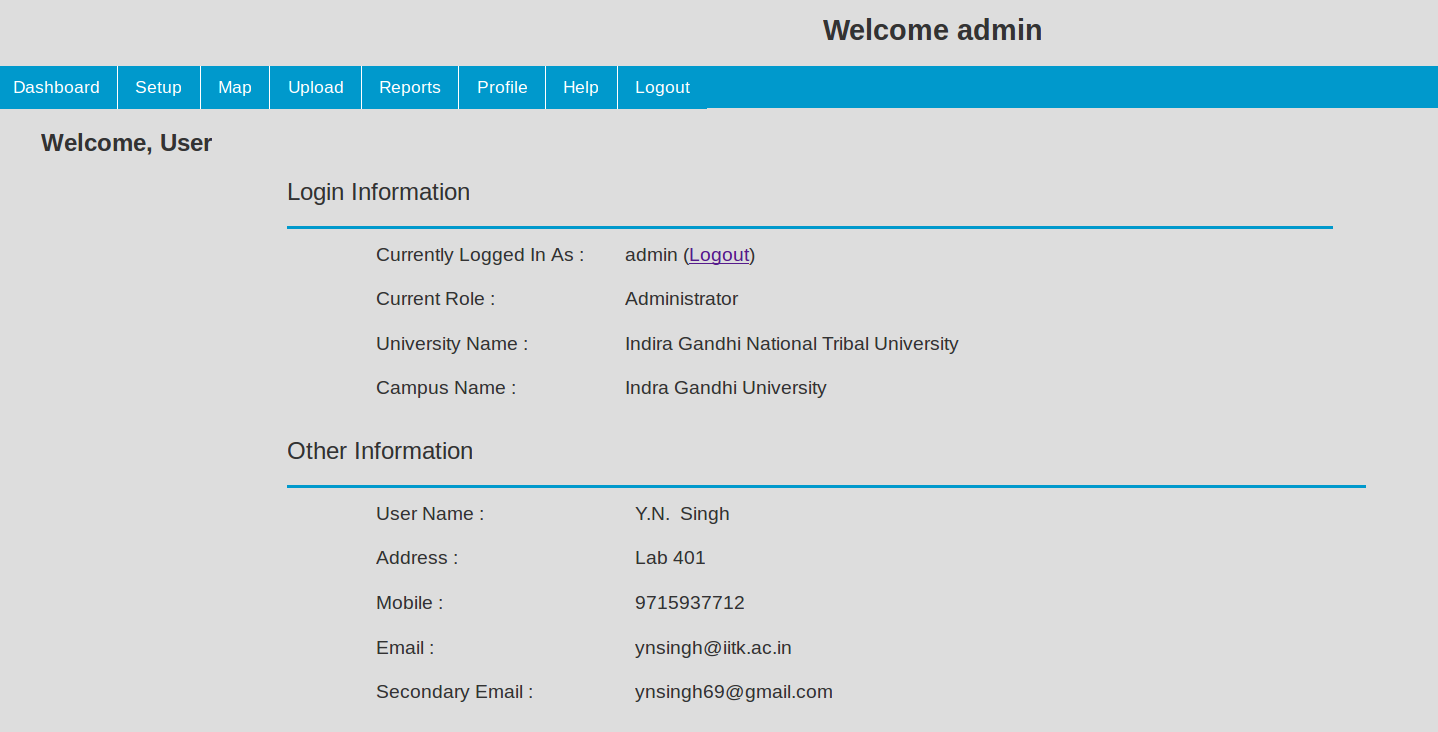 Welcome admin
Dashboard Setup Map Upload Reports Profile Help Logout
Welcome, User
Login Information
Currently Logged In As : admin (Logout)
Current Role : Administrator
University Name : Indira Gandhi National Tribal University
Campus Name : Indra Gandhi University
Other Information
User Name : Y.N.  Singh
Address : Lab 401
Mobile : 9715937712
Email : ynsingh@iitk.ac.in
Secondary Email : ynsingh69@gmail.com